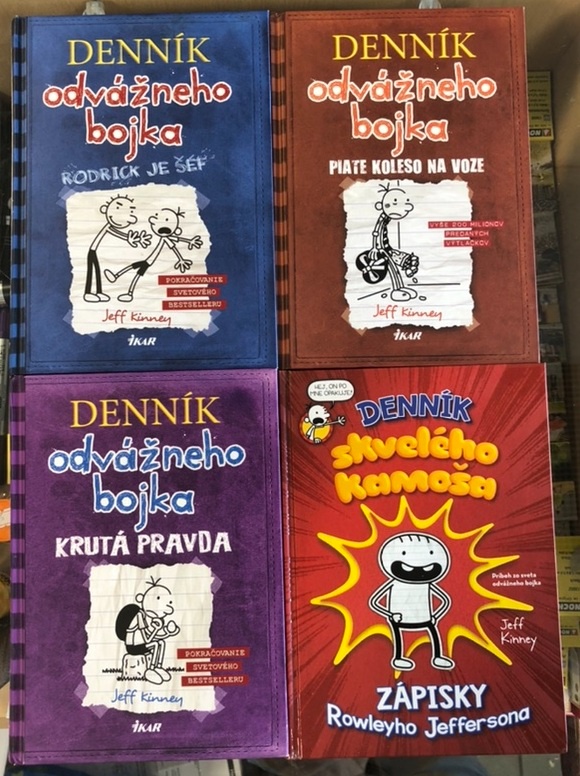 DENNÍK
odvážneho
bojka
RODRICK JE ŠÉF
POKRAČOVANIE
SVETOVÉHO
BESTSELLERU
Jeff Kinney
IKAR
DENNÍK
odvážneho
bojka
PIATE KOLESO NA VOZE
VYŠE 200 MILIÓNOV
PREDANÝCH
VÝTLAČKOV
Jeff Kinney
IKAR
DENNÍK
odvážneho
bojka
KRUTÁ PRAVDA
POKRAČOVANIE
SVETOVÉHO
BESTSELLERU
Jeff Kinney
IKAR
HEJ, ON PO
MNE OPAKUJE!
DENNÍK
skvelého
kamoša
Príbeh zo sveta
odvážneho bojka
Jeff
Kinney
ZÁPISKY
Rowleyho Jeffersona